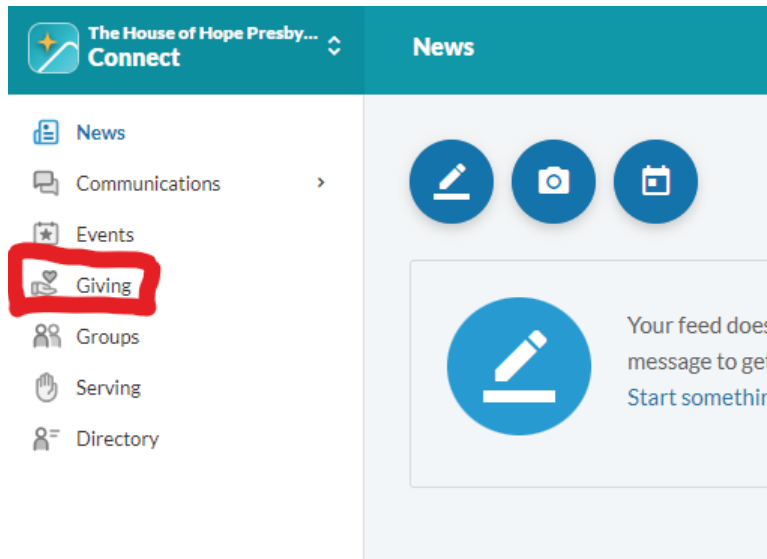 The House of Hope Presby...
Connect
News
News
Communications
Events
Giving
Groups
Serving
Directory
Your feed does
message to get
Start somethin